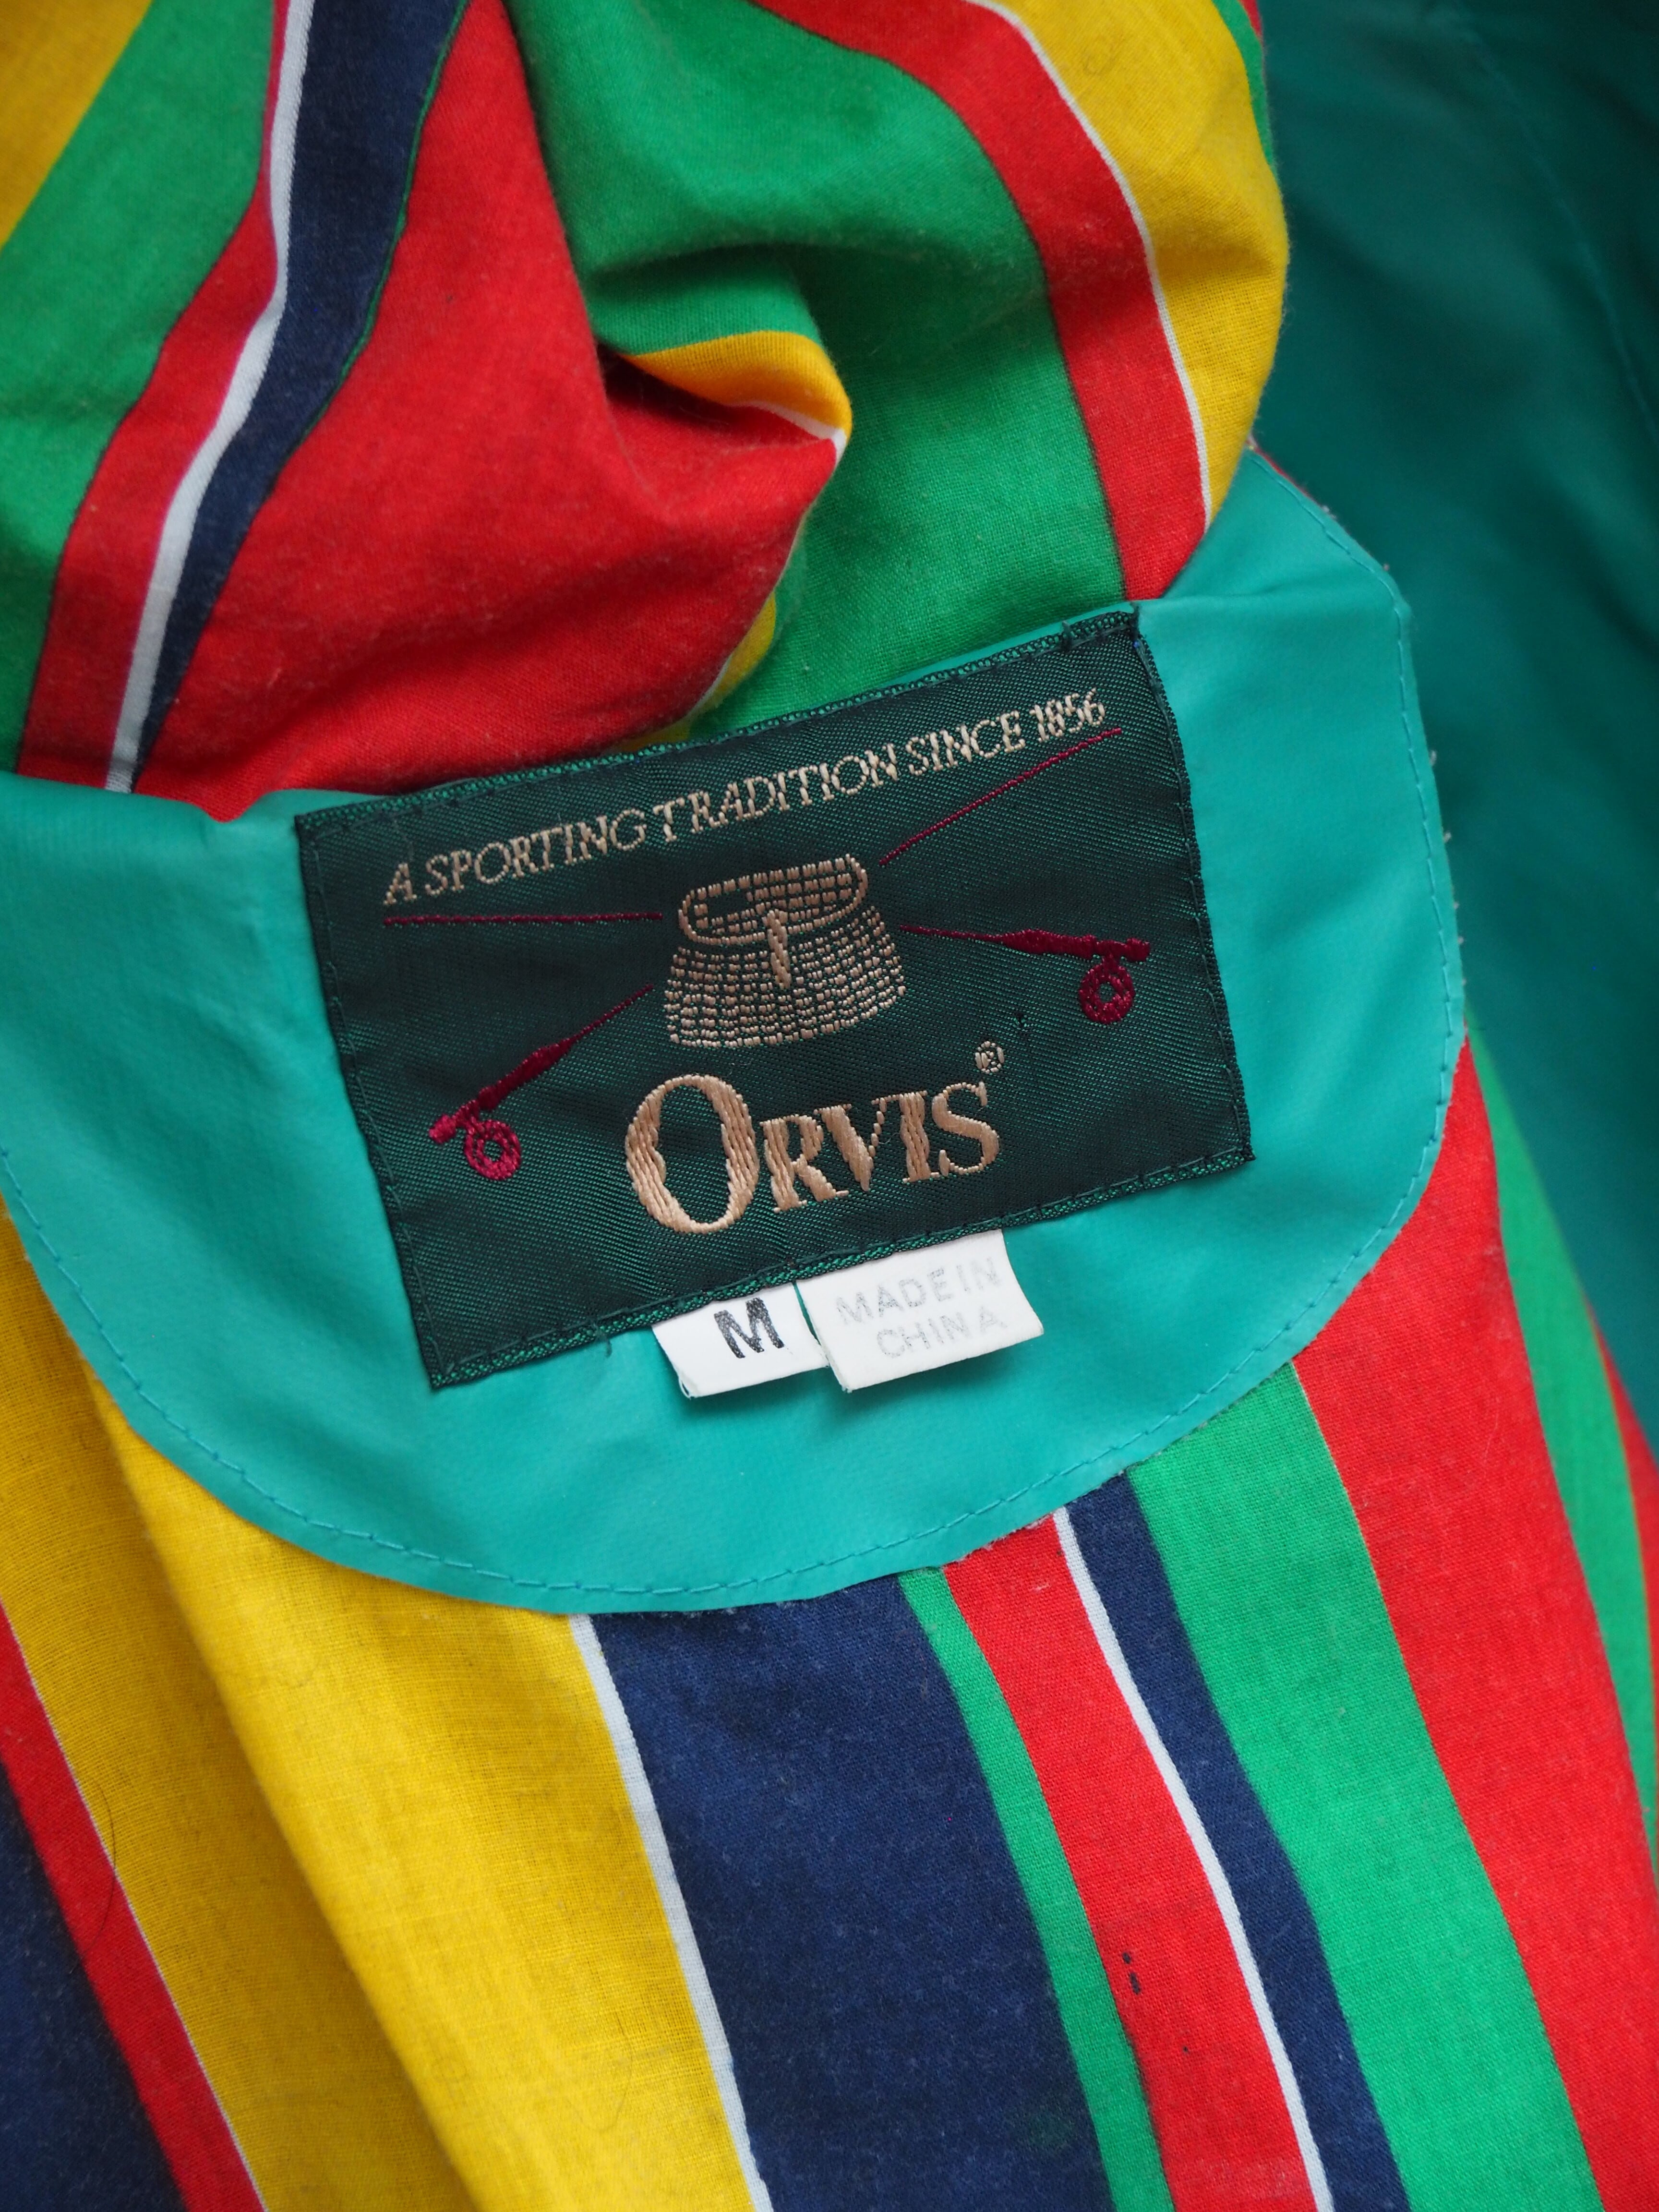 A SPORTING TRADITION SINCE 1856
ORVIS®
M
MADE IN
CHINA